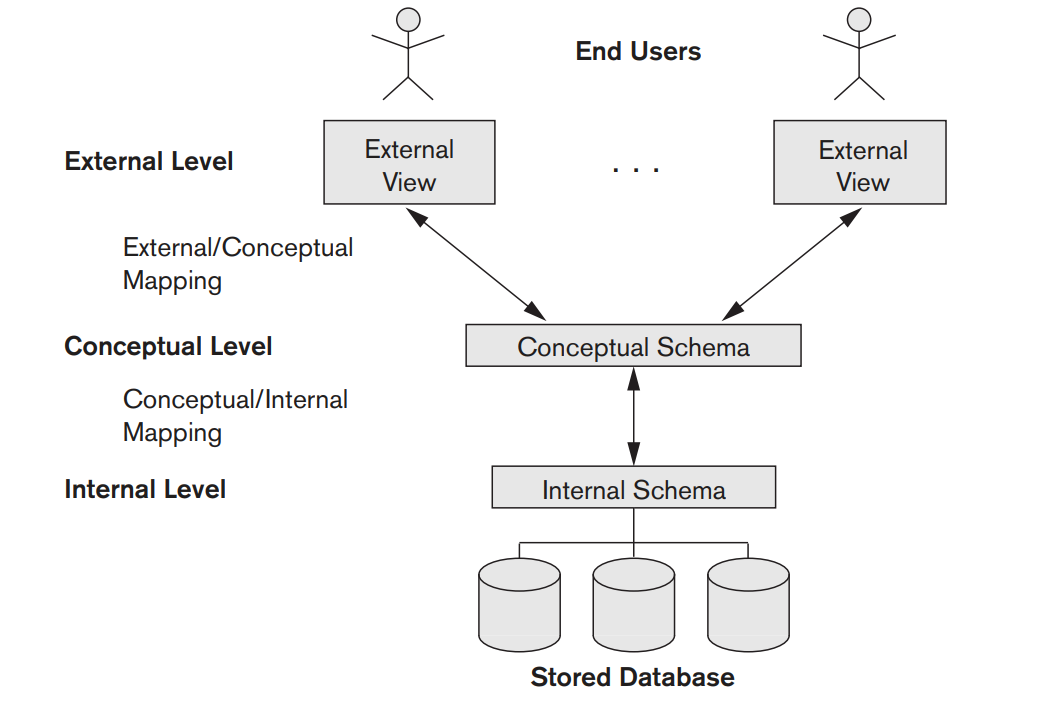 End Users
External Level
External
View
. . .
External
View
External/Conceptual
Mapping
Conceptual Level
Conceptual Schema
Conceptual/Internal
Mapping
Internal Level
Internal Schema
Stored Database